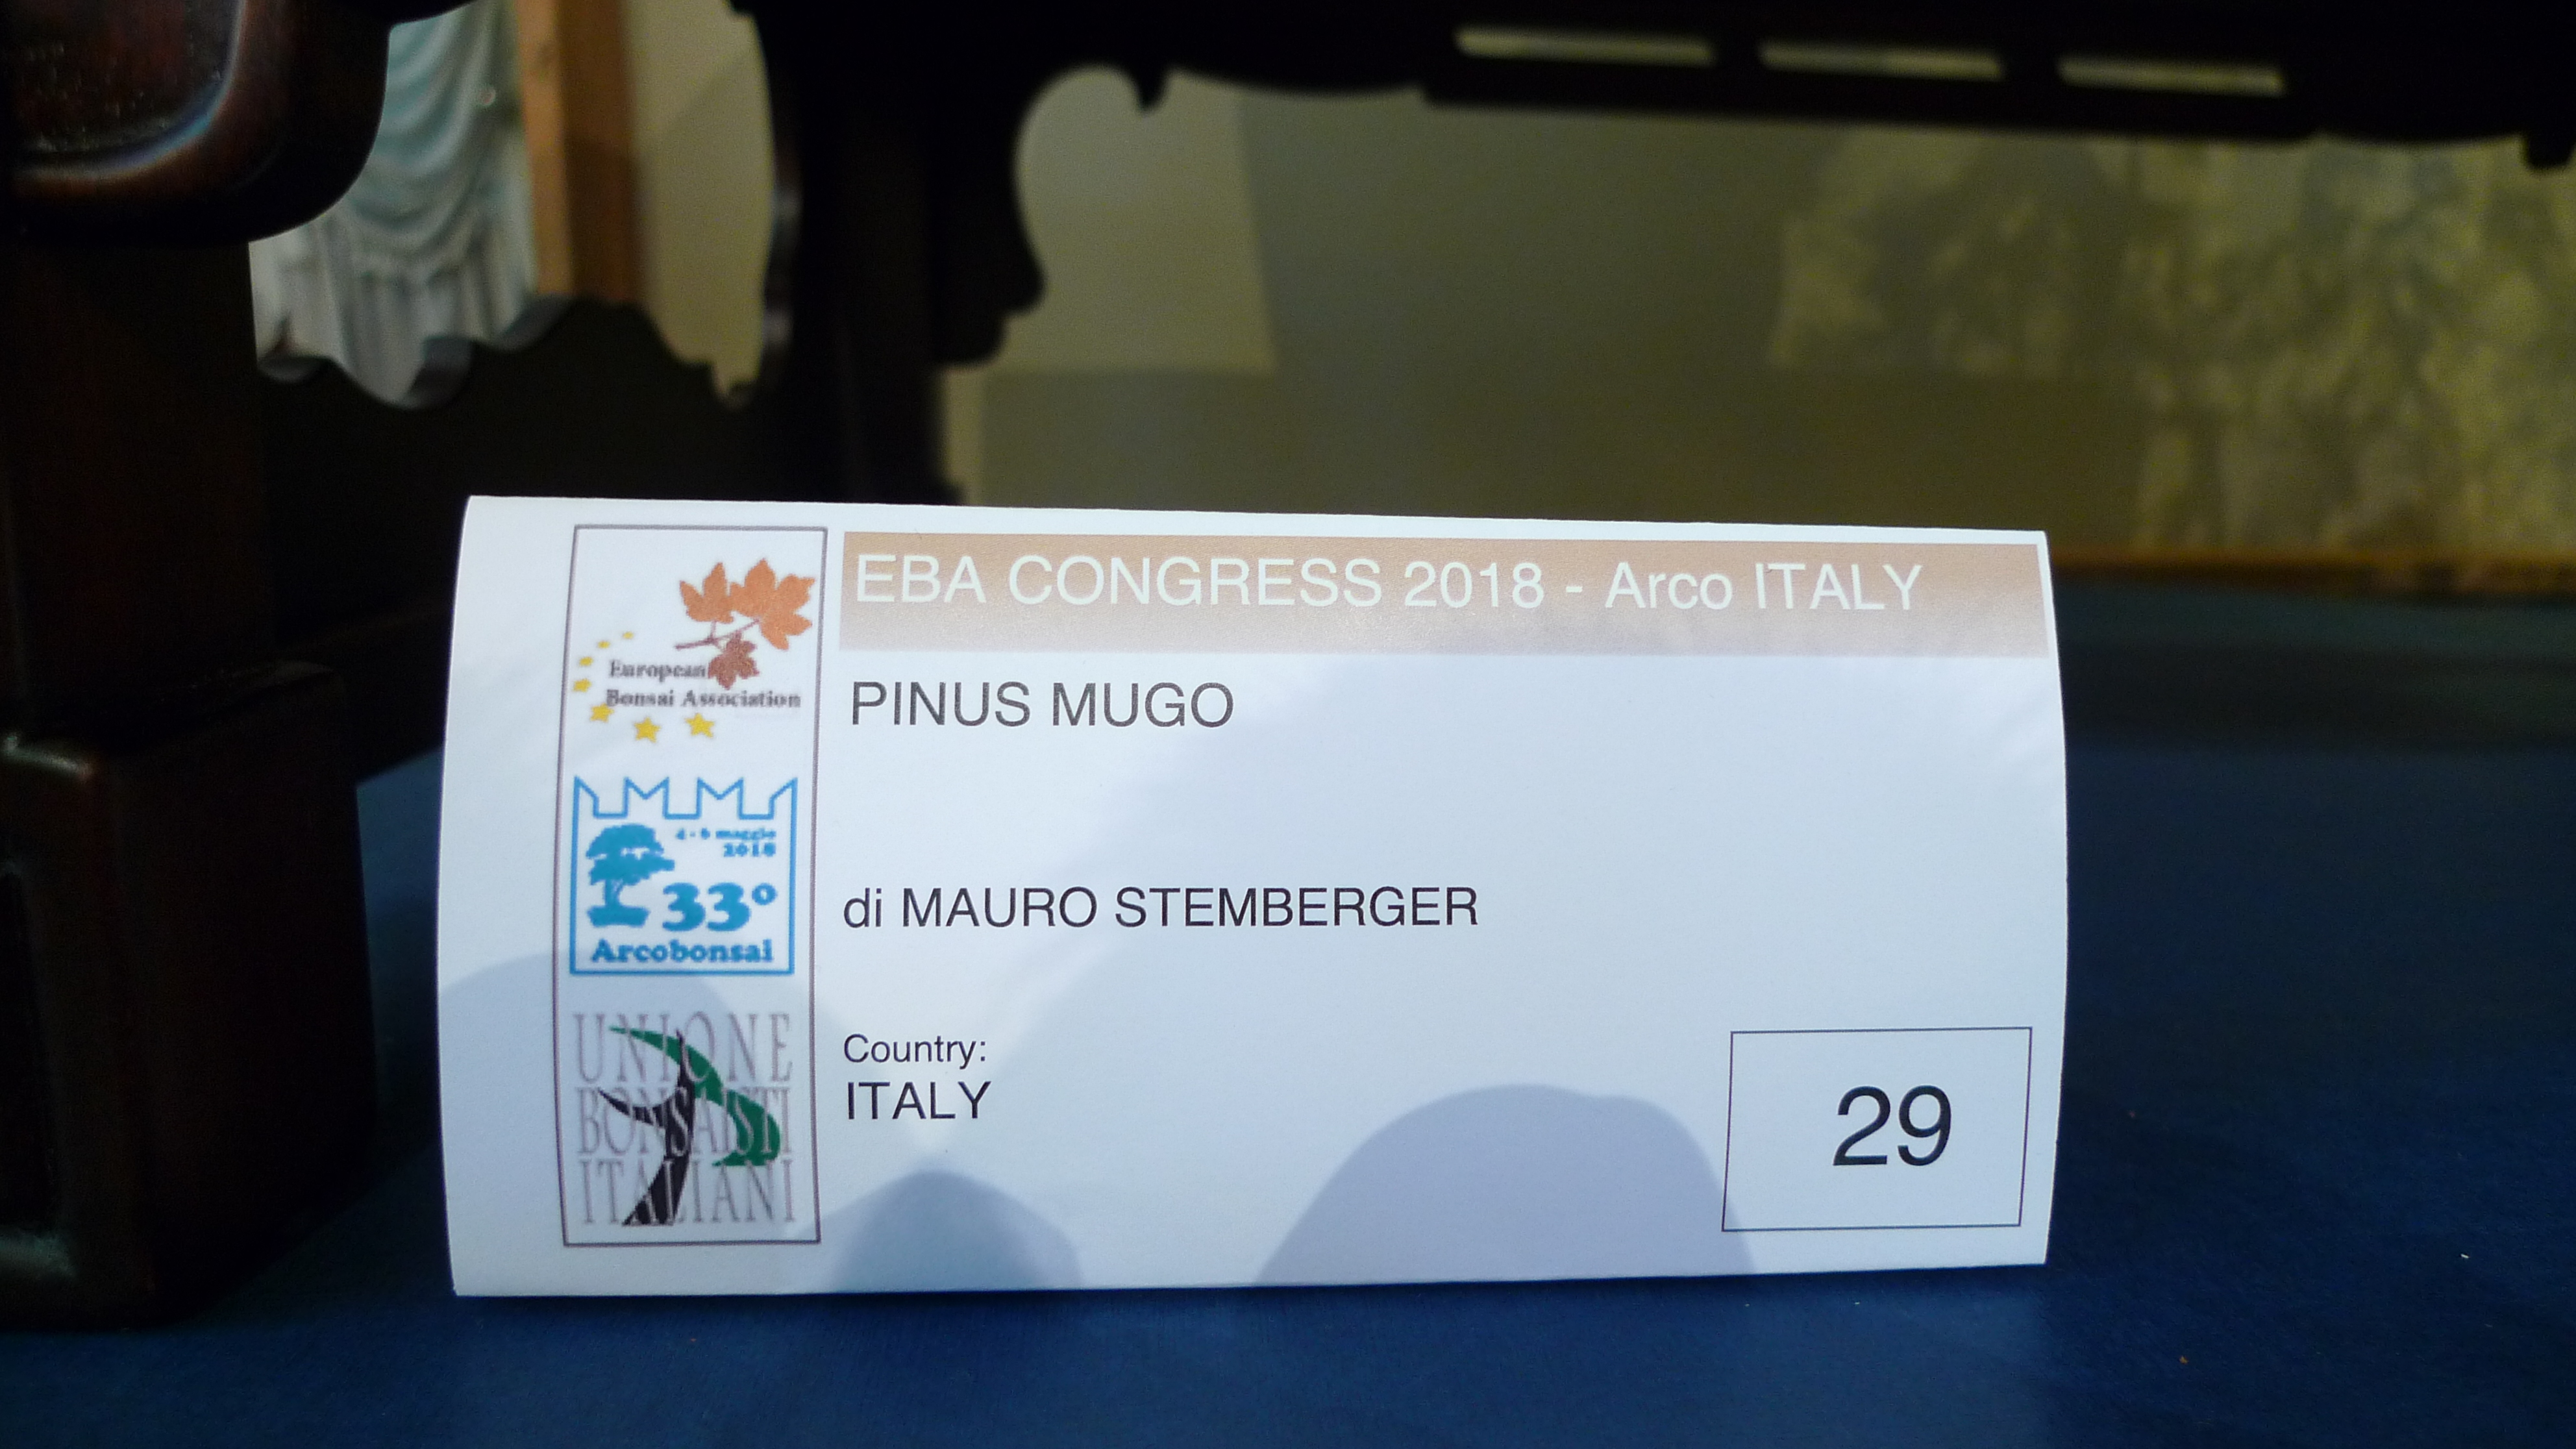 EBA CONGRESS 2018 - Arco ITALY
European
Bonsai Association
PINUS MUGO
4 - 6 maggio
2018
33°
Arcobonsai
di MAURO STEMBERGER
UNIONE
BONSAISTI
ITALIANI
Country:
ITALY
29